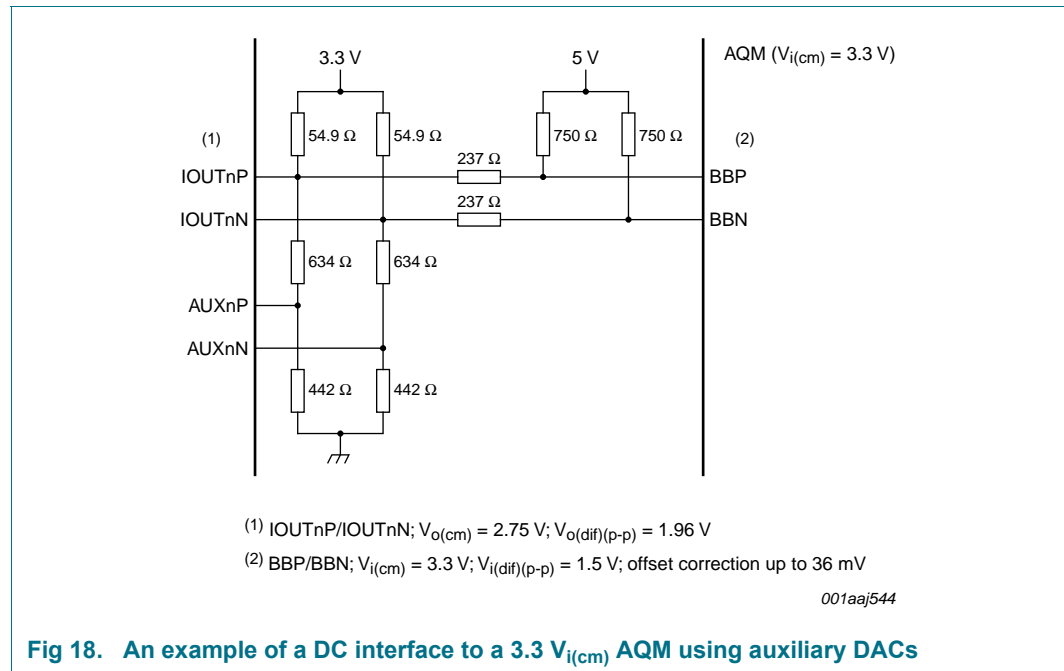 3.3 V
5 V
AQM (Vi(cm) = 3.3 V)
(1)
54.9 Ω
54.9 Ω
750 Ω
750 Ω
(2)
237 Ω
IOUTnP
BBP
237 Ω
IOUTnN
BBN
634 Ω
634 Ω
AUXnP
AUXnN
442 Ω
442 Ω
(1) IOUTnP/IOUTnN; Vo(cm) = 2.75 V; Vo(dif)(p-p) = 1.96 V
(2) BBP/BBN; Vi(cm) = 3.3 V; Vi(dif)(p-p) = 1.5 V; offset correction up to 36 mV
001aaj544
Fig 18. An example of a DC interface to a 3.3 Vi(cm) AQM using auxiliary DACs